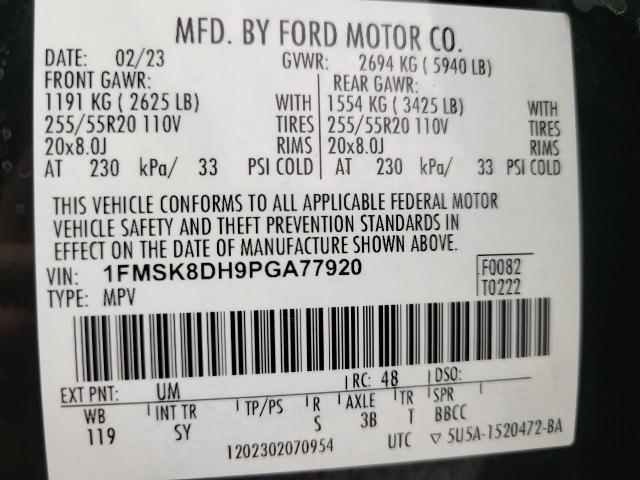 MFD. BY FORD MOTOR CO.
DATE: 02/23 GVWR: 2694 KG ( 5940 LB)
FRONT GAWR: REAR GAWR:
1191 KG ( 2625 LB) WITH 1554 KG ( 3425 LB) WITH
255/55R20 110V TIRES 255/55R20 110V TIRES
20x8.0J RIMS 20x8.0J RIMS
AT 230 kPa/ 33 PSI COLD AT 230 kPa/ 33 PSI COLD
THIS VEHICLE CONFORMS TO ALL APPLICABLE FEDERAL MOTOR
VEHICLE SAFETY AND THEFT PREVENTION STANDARDS IN
EFFECT ON THE DATE OF MANUFACTURE SHOWN ABOVE.
VIN: 1FMSK8DH9PGA77920 F0082
TYPE: MPV T0222
EXT PNT: UM RC: 48 DSO:
WB INT TR TP/PS R S AXLE TR SPR
119 SY 3B T BBCC
1202302070954 UTC ▽ 5U5A-1520472-BA